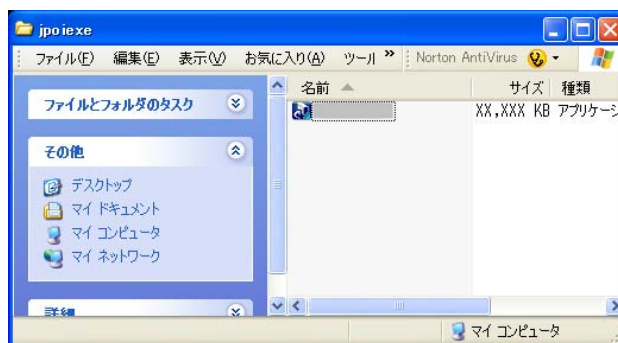 jpoiexe
ファイル(F) 編集(E) 表示(V) お気に入り(A) ツール » Norton AntiVirus
名前 サイズ 種類
ファイルとフォルダのタスク
XX,XXX KB アプリケーシ
その他
デスクトップ
マイ ドキュメント
マイ コンピュータ
マイ ネットワーク
詳細
マイ コンピュータ